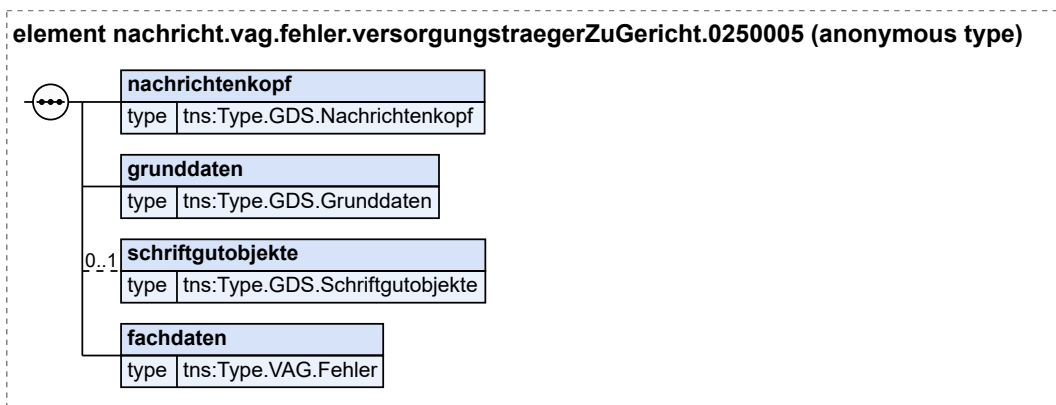 element nachricht.vag.fehler.versorgungstraegerZuGericht.0250005 (anonymous type)
nachrichtenkopf
type tns:Type.GDS.Nachrichtenkopf
grunddaten
type tns:Type.GDS.Grunddaten
0..1
schriftgutobjekte
type tns:Type.GDS.Schriftgutobjekte
fachdaten
type tns:Type.VAG.Fehler